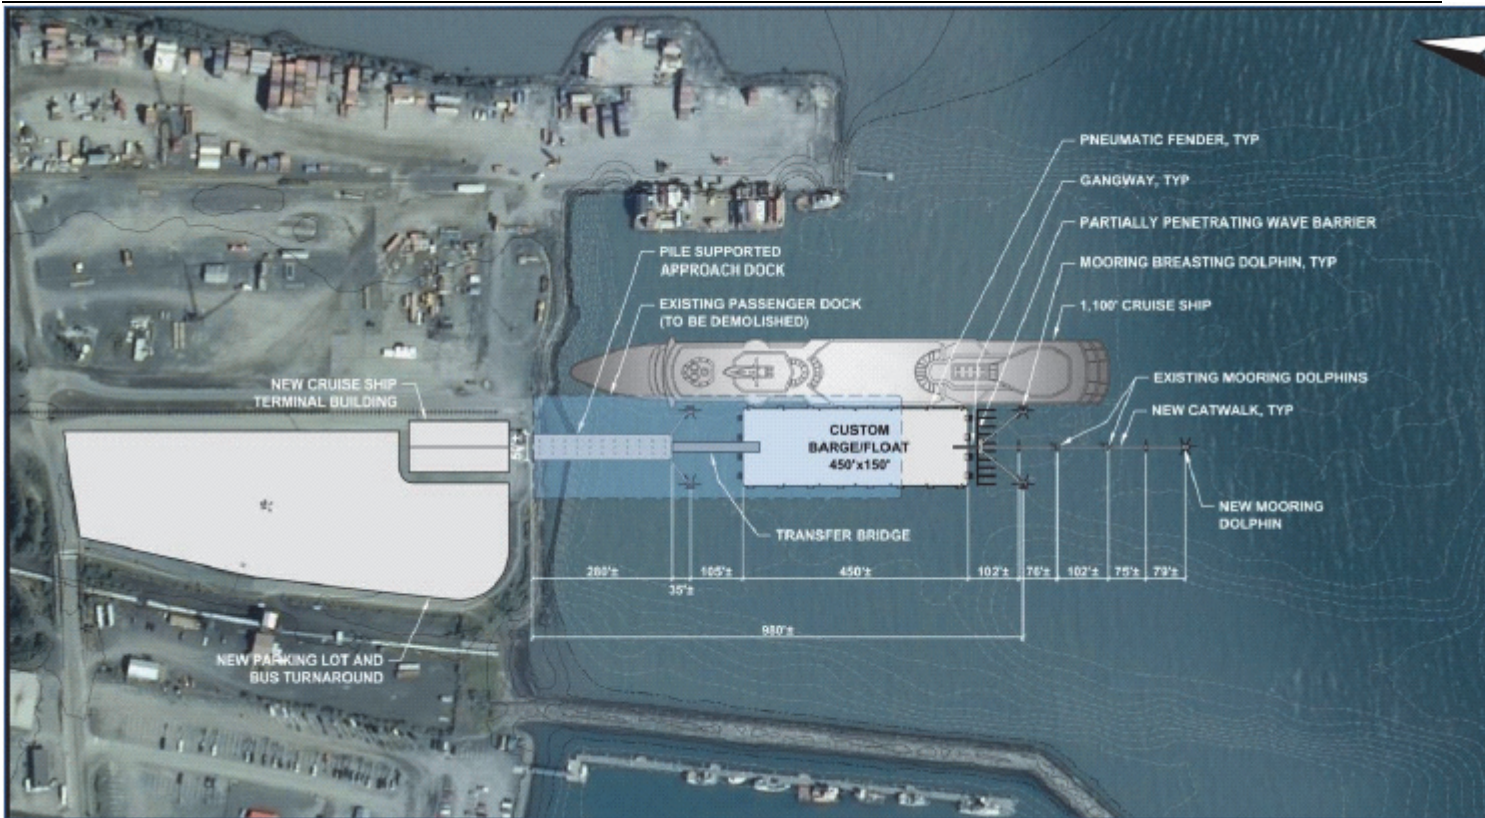 PNEUMATIC FENDER, TYP
GANGWAY, TYP
PARTIALLY PENETRATING WAVE BARRIER
MOORING BREASTING DOLPHIN, TYP
1,100' CRUISE SHIP
PILE SUPPORTED
APPROACH DOCK
EXISTING PASSENGER DOCK
(TO BE DEMOLISHED)
EXISTING MOORING DOLPHINS
NEW CATWALK, TYP
NEW CRUISE SHIP
TERMINAL BUILDING
CUSTOM
BARGE/FLOAT
450'x150'
NEW MOORING
DOLPHIN
TRANSFER BRIDGE
280'± 105'± 450'± 102'± 76'± 102'± 75'± 79'±
35'±
980'±
NEW PARKING LOT AND
BUS TURNAROUND